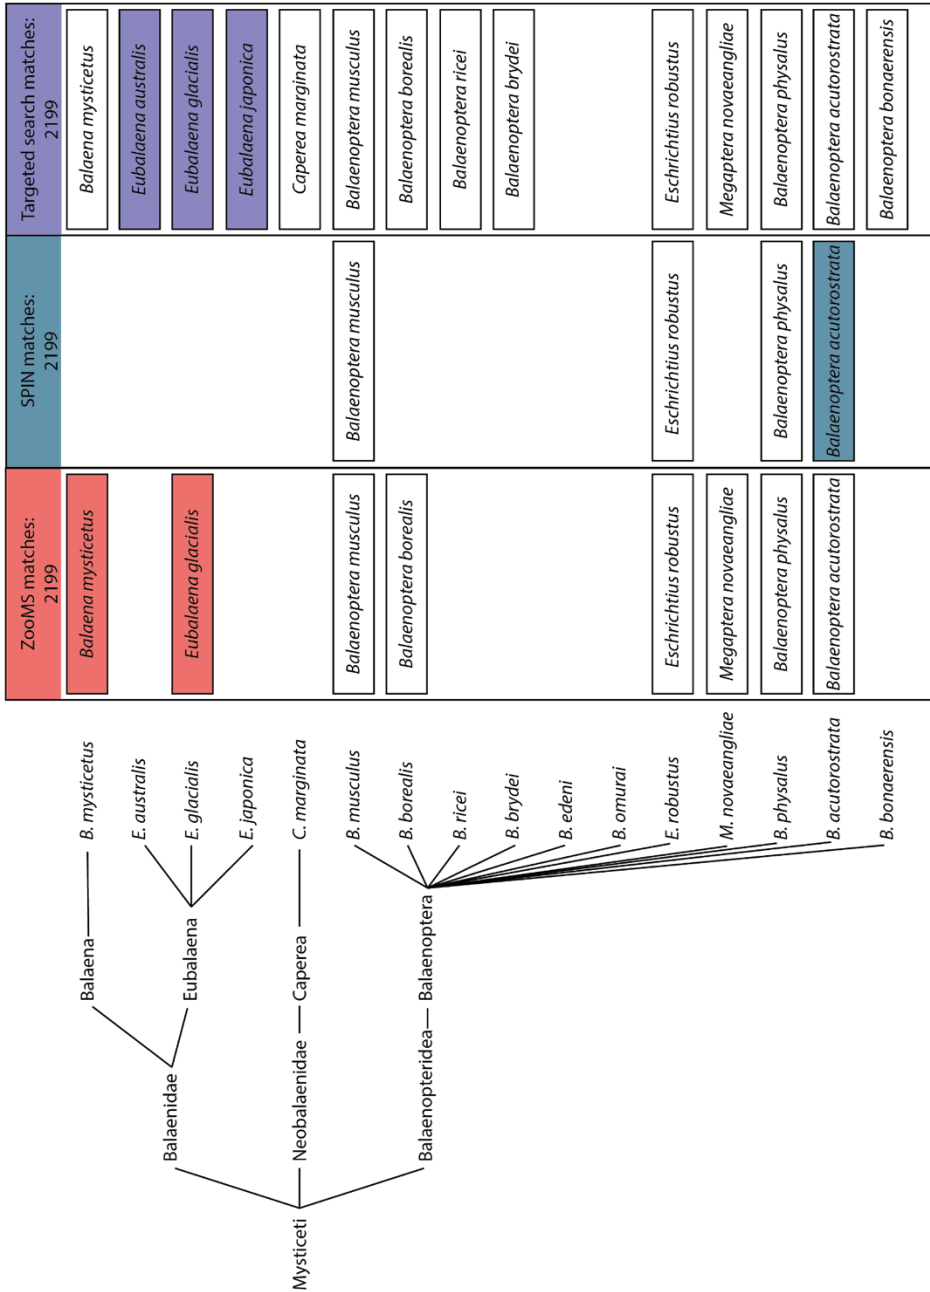 Mysticeti
Balaenidae
Neobalaenidae
Balaenopteridea
Balaena
Eubalaena
Caperea
Balaenoptera
B. mysticetus
E. australis
E. glacialis
E. japonica
C. marginata
B. musculus
B. borealis
B. ricei
B. brydei
B. edeni
B. omurai
E. robustus
M. novaeangliae
B. physalus
B. acutorostrata
B. bonaerensis
ZooMS matches:
2199
Balaena mysticetus
Eubalaena glacialis
Balaenoptera musculus
Balaenoptera borealis
Eschrichtius robustus
Megaptera novaeangliae
Balaenoptera physalus
Balaenoptera acutorostrata
SPIN matches:
2199
Balaenoptera musculus
Eschrichtius robustus
Balaenoptera physalus
Balaenoptera acutorostrata
Targeted search matches:
2199
Balaena mysticetus
Eubalaena australis
Eubalaena glacialis
Eubalaena japonica
Caperea marginata
Balaenoptera musculus
Balaenoptera borealis
Balaenoptera ricei
Balaenoptera brydei
Eschrichtius robustus
Megaptera novaeangliae
Balaenoptera physalus
Balaenoptera acutorostrata
Balaenoptera bonaerensis